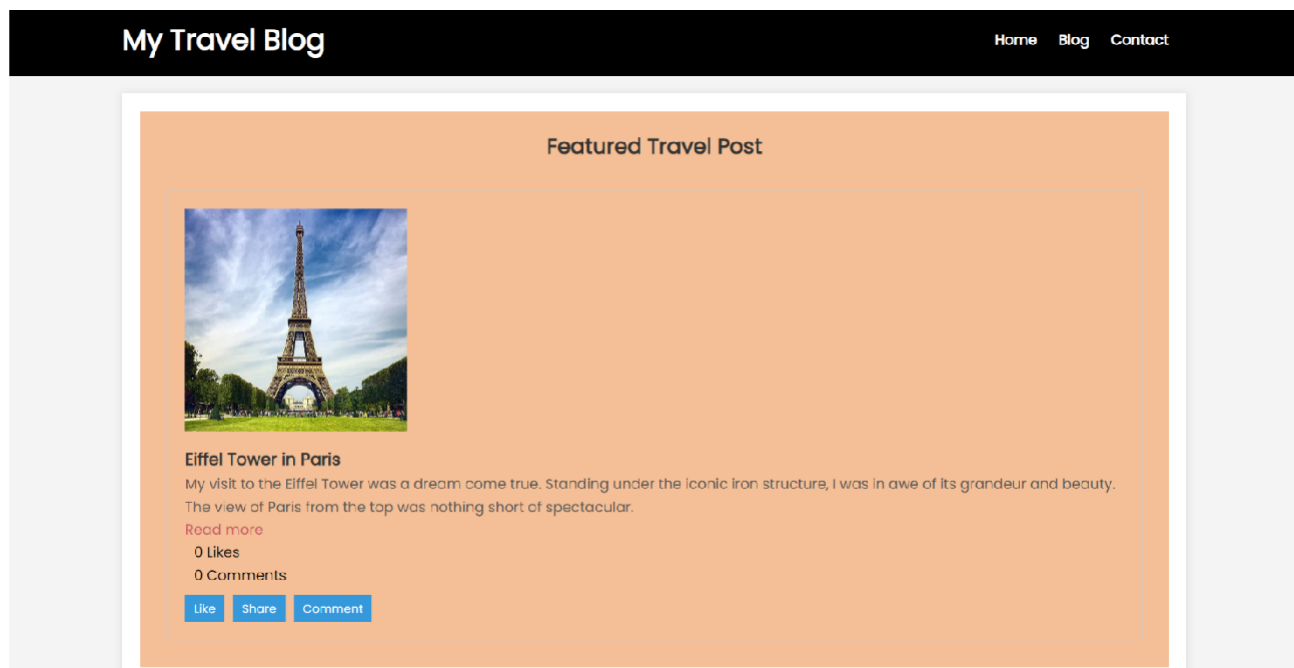 My Travel Blog
Home Blog Contact
Featured Travel Post
Eiffel Tower in Paris
My visit to the Eiffel Tower was a dream come true. Standing under the iconic iron structure, I was in awe of its grandeur and beauty.
The view of Paris from the top was nothing short of spectacular.
Read more
0 Likes
0 Comments
Like Share Comment